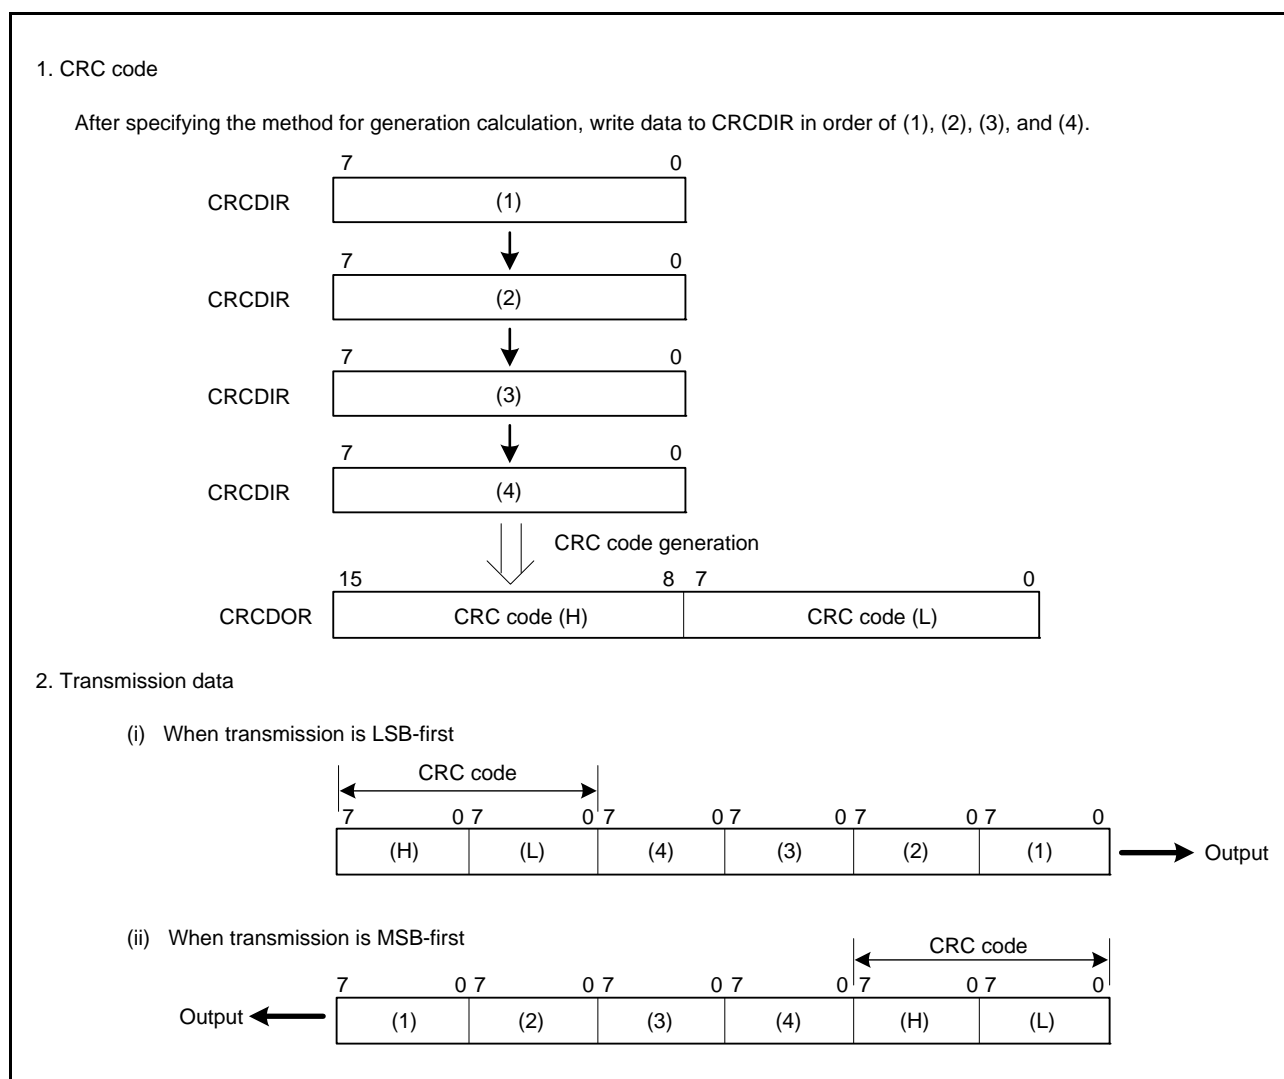 1. CRC code
After specifying the method for generation calculation, write data to CRCDIR in order of (1), (2), (3), and (4).
7 0
CRCDIR (1)
7 0
CRCDIR (2)
7 0
CRCDIR (3)
7 0
CRCDIR (4)
CRC code generation
15 8 7 0
CRCDOR CRC code (H) CRC code (L)
2. Transmission data
(i) When transmission is LSB-first
CRC code
7 0 7 0 7 0 7 0 7 0 7 0
(H) (L) (4) (3) (2) (1) Output
(ii) When transmission is MSB-first
CRC code
7 0 7 0 7 0 7 0 7 0 7 0
Output (1) (2) (3) (4) (H) (L)